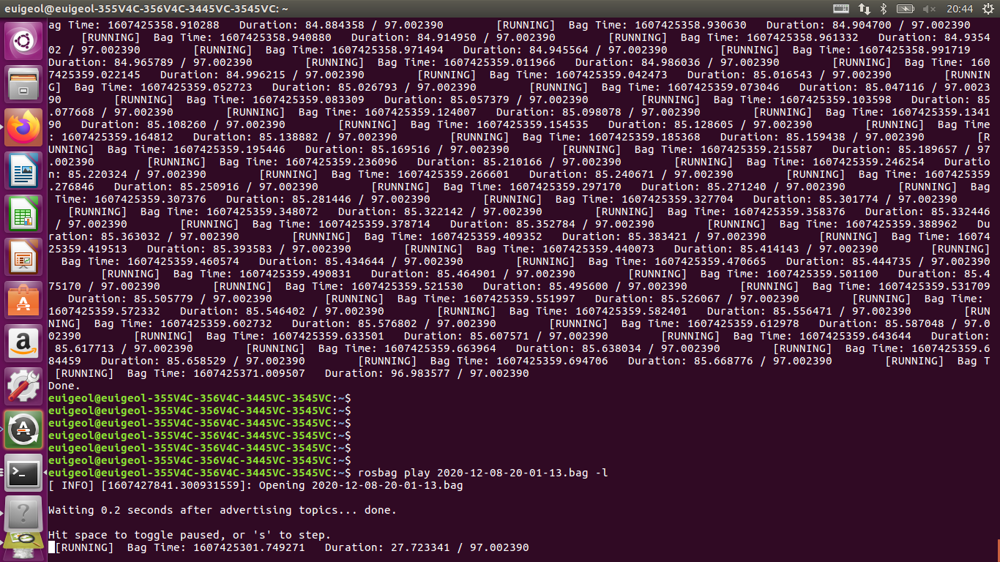 euigeol@euigeol-355V4C-356V4C-3445VC-3545VC: ~ 20:44
ag Time: 1607425358.910288 Duration: 84.884358 / 97.002390 [RUNNING] Bag Time: 1607425358.930630 Duration: 84.904700 / 97.002390
[RUNNING] Bag Time: 1607425358.940880 Duration: 84.914950 / 97.002390 [RUNNING] Bag Time: 1607425358.961332 Duration: 84.9354
02 / 97.002390 [RUNNING] Bag Time: 1607425358.971494 Duration: 84.945564 / 97.002390 [RUNNING] Bag Time: 1607425358.991719
Duration: 84.965789 / 97.002390 [RUNNING] Bag Time: 1607425359.011966 Duration: 84.986036 / 97.002390 [RUNNING] Bag Time: 160
7425359.022145 Duration: 84.996215 / 97.002390 [RUNNING] Bag Time: 1607425359.042473 Duration: 85.016543 / 97.002390 [RUNNIN
G] Bag Time: 1607425359.052723 Duration: 85.026793 / 97.002390 [RUNNING] Bag Time: 1607425359.073046 Duration: 85.047116 / 97.0023
90 [RUNNING] Bag Time: 1607425359.083309 Duration: 85.057379 / 97.002390 [RUNNING] Bag Time: 1607425359.103598 Duration: 85
.077668 / 97.002390 [RUNNING] Bag Time: 1607425359.124007 Duration: 85.098078 / 97.002390 [RUNNING] Bag Time: 1607425359.1341
90 Duration: 85.108260 / 97.002390 [RUNNING] Bag Time: 1607425359.154535 Duration: 85.128605 / 97.002390 [RUNNING] Bag Time
: 1607425359.164812 Duration: 85.138882 / 97.002390 [RUNNING] Bag Time: 1607425359.185368 Duration: 85.159438 / 97.002390 [R
UNNING] Bag Time: 1607425359.195446 Duration: 85.169516 / 97.002390 [RUNNING] Bag Time: 1607425359.215587 Duration: 85.189657 / 97
.002390 [RUNNING] Bag Time: 1607425359.236096 Duration: 85.210166 / 97.002390 [RUNNING] Bag Time: 1607425359.246254 Duratio
n: 85.220324 / 97.002390 [RUNNING] Bag Time: 1607425359.266601 Duration: 85.240671 / 97.002390 [RUNNING] Bag Time: 1607425359
.276846 Duration: 85.250916 / 97.002390 [RUNNING] Bag Time: 1607425359.297170 Duration: 85.271240 / 97.002390 [RUNNING] Bag
Time: 1607425359.307376 Duration: 85.281446 / 97.002390 [RUNNING] Bag Time: 1607425359.327704 Duration: 85.301774 / 97.002390
[RUNNING] Bag Time: 1607425359.348072 Duration: 85.322142 / 97.002390 [RUNNING] Bag Time: 1607425359.358376 Duration: 85.332446
/ 97.002390 [RUNNING] Bag Time: 1607425359.378714 Duration: 85.352784 / 97.002390 [RUNNING] Bag Time: 1607425359.388962 Du
ration: 85.363032 / 97.002390 [RUNNING] Bag Time: 1607425359.409352 Duration: 85.383421 / 97.002390 [RUNNING] Bag Time: 16074
25359.419513 Duration: 85.393583 / 97.002390 [RUNNING] Bag Time: 1607425359.440073 Duration: 85.414143 / 97.002390 [RUNNING]
Bag Time: 1607425359.460574 Duration: 85.434644 / 97.002390 [RUNNING] Bag Time: 1607425359.470665 Duration: 85.444735 / 97.002390
[RUNNING] Bag Time: 1607425359.490831 Duration: 85.464901 / 97.002390 [RUNNING] Bag Time: 1607425359.501100 Duration: 85.4
75170 / 97.002390 [RUNNING] Bag Time: 1607425359.521530 Duration: 85.495600 / 97.002390 [RUNNING] Bag Time: 1607425359.531709
Duration: 85.505779 / 97.002390 [RUNNING] Bag Time: 1607425359.551997 Duration: 85.526067 / 97.002390 [RUNNING] Bag Time:
1607425359.572332 Duration: 85.546402 / 97.002390 [RUNNING] Bag Time: 1607425359.582401 Duration: 85.556471 / 97.002390 [RUN
NING] Bag Time: 1607425359.602732 Duration: 85.576802 / 97.002390 [RUNNING] Bag Time: 1607425359.612978 Duration: 85.587048 / 97.0
02390 [RUNNING] Bag Time: 1607425359.633501 Duration: 85.607571 / 97.002390 [RUNNING] Bag Time: 1607425359.643644 Duration:
85.617713 / 97.002390 [RUNNING] Bag Time: 1607425359.663964 Duration: 85.638034 / 97.002390 [RUNNING] Bag Time: 1607425359.6
84459 Duration: 85.658529 / 97.002390 [RUNNING] Bag Time: 1607425359.694706 Duration: 85.668776 / 97.002390 [RUNNING] Bag T
[RUNNING] Bag Time: 1607425371.009507 Duration: 96.983577 / 97.002390
Done.
euigeol@euigeol-355V4C-356V4C-3445VC-3545VC:~$
euigeol@euigeol-355V4C-356V4C-3445VC-3545VC:~$
euigeol@euigeol-355V4C-356V4C-3445VC-3545VC:~$
euigeol@euigeol-355V4C-356V4C-3445VC-3545VC:~$
euigeol@euigeol-355V4C-356V4C-3445VC-3545VC:~$
euigeol@euigeol-355V4C-356V4C-3445VC-3545VC:~$
euigeol@euigeol-355V4C-356V4C-3445VC-3545VC:~$ rosbag play 2020-12-08-20-01-13.bag -l
[ INFO] [1607427841.300931559]: Opening 2020-12-08-20-01-13.bag
Waiting 0.2 seconds after advertising topics... done.
Hit space to toggle paused, or 's' to step.
[RUNNING] Bag Time: 1607425301.749271 Duration: 27.723341 / 97.002390